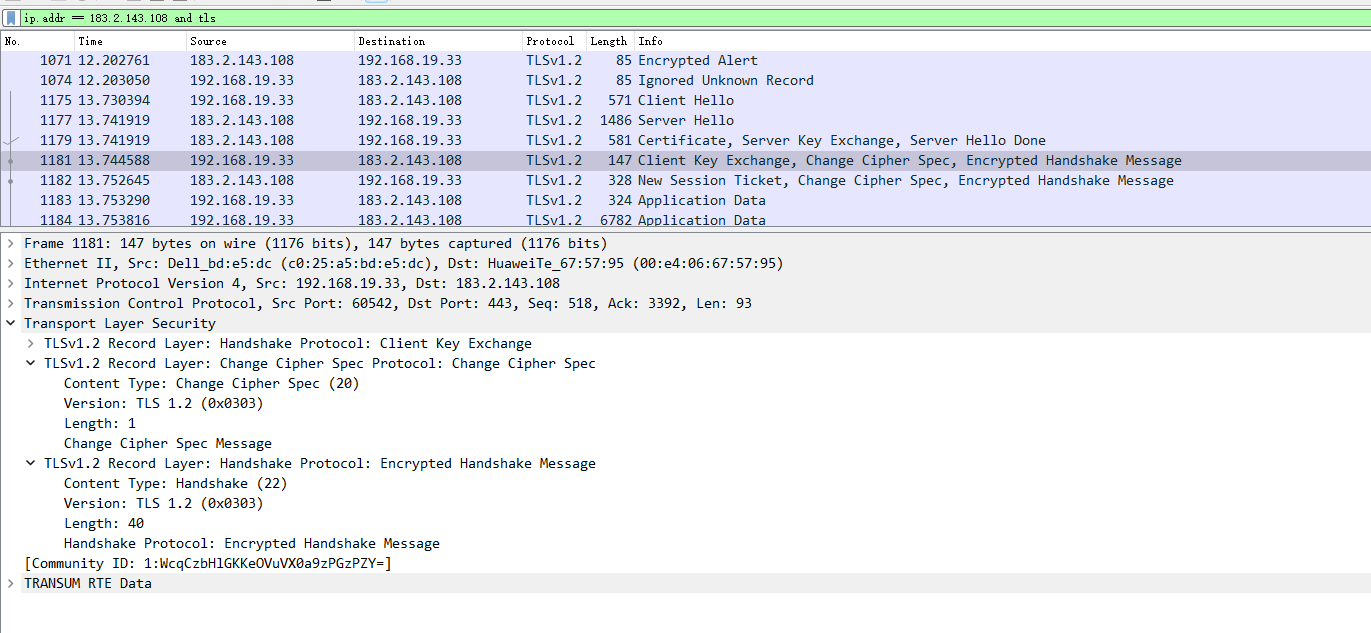 ip.addr == 183.2.143.108 and tls
No. Time Source Destination Protocol Length Info
1071 12.202761 183.2.143.108 192.168.19.33 TLSv1.2 85 Encrypted Alert
1074 12.203050 192.168.19.33 183.2.143.108 TLSv1.2 85 Ignored Unknown Record
1175 13.730394 192.168.19.33 183.2.143.108 TLSv1.2 571 Client Hello
1177 13.741919 183.2.143.108 192.168.19.33 TLSv1.2 1486 Server Hello
1179 13.741919 183.2.143.108 192.168.19.33 TLSv1.2 581 Certificate, Server Key Exchange, Server Hello Done
1181 13.744588 192.168.19.33 183.2.143.108 TLSv1.2 147 Client Key Exchange, Change Cipher Spec, Encrypted Handshake Message
1182 13.752645 183.2.143.108 192.168.19.33 TLSv1.2 328 New Session Ticket, Change Cipher Spec, Encrypted Handshake Message
1183 13.753290 192.168.19.33 183.2.143.108 TLSv1.2 324 Application Data
1184 13.753816 192.168.19.33 183.2.143.108 TLSv1.2 6782 Application Data
Frame 1181: 147 bytes on wire (1176 bits), 147 bytes captured (1176 bits)
Ethernet II, Src: Dell_bd:e5:dc (c0:25:a5:bd:e5:dc), Dst: HuaweiTe_67:57:95 (00:e4:06:67:57:95)
Internet Protocol Version 4, Src: 192.168.19.33, Dst: 183.2.143.108
Transmission Control Protocol, Src Port: 60542, Dst Port: 443, Seq: 518, Ack: 3392, Len: 93
Transport Layer Security
TLSv1.2 Record Layer: Handshake Protocol: Client Key Exchange
TLSv1.2 Record Layer: Change Cipher Spec Protocol: Change Cipher Spec
Content Type: Change Cipher Spec (20)
Version: TLS 1.2 (0x0303)
Length: 1
Change Cipher Spec Message
TLSv1.2 Record Layer: Handshake Protocol: Encrypted Handshake Message
Content Type: Handshake (22)
Version: TLS 1.2 (0x0303)
Length: 40
Handshake Protocol: Encrypted Handshake Message
[Community ID: 1:WcqCzbHlGKKeOVuVX0a9zPGzPZY=]
TRANSUM RTE Data